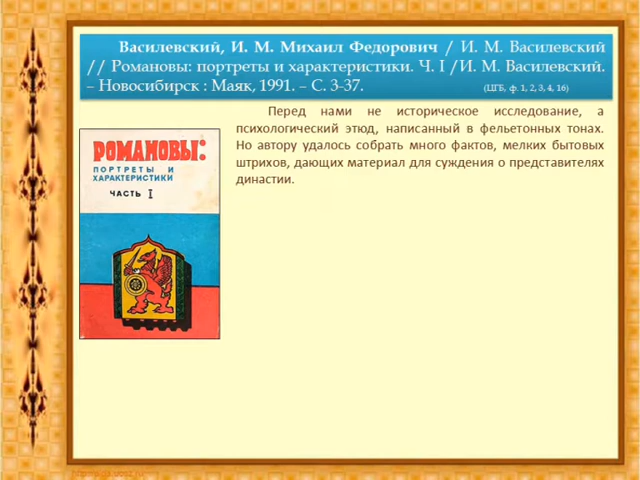 Василевский, И. М. Михаил Федорович / И. М. Василевский
// Романовы: портреты и характеристики. Ч. I /И. М. Василевский.
– Новосибирск : Маяк, 1991. – С. 3-37. (ЦГБ, ф. 1, 2, 3, 4, 16)
Перед нами не историческое исследование, а
психологический этюд, написанный в фельетонных тонах.
Но автору удалось собрать много фактов, мелких бытовых
штрихов, дающих материал для суждения о представителях
династии.
РОМАНОВЫ:
ПОРТРЕТЫ И
ХАРАКТЕРИСТИКИ
ЧАСТЬ I